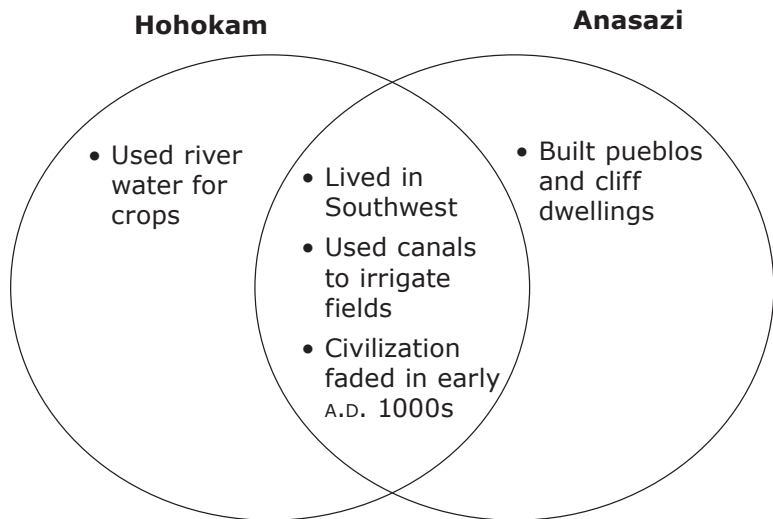 Hohokam
Anasazi
• Used river
water for
crops
• Lived in
Southwest
• Used canals
to irrigate
fields
• Civilization
faded in early
A.D. 1000s
• Built pueblos
and cliff
dwellings